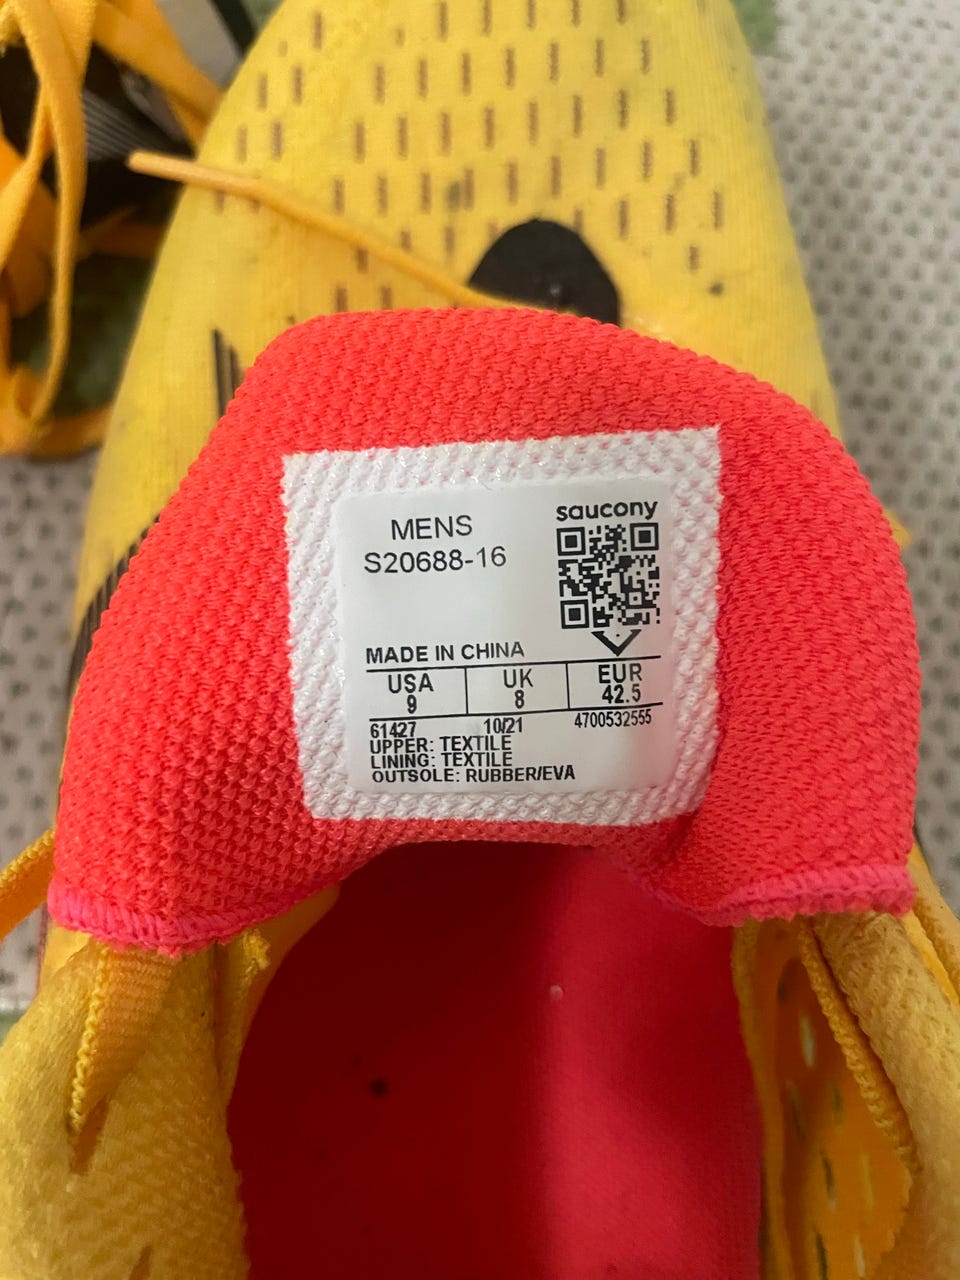 saucony
MENS
S20688-16
MADE IN CHINA
USA UK EUR
9 8 42.5
61427 10/21 4700532555
UPPER: TEXTILE
LINING: TEXTILE
OUTSOLE: RUBBER/EVA